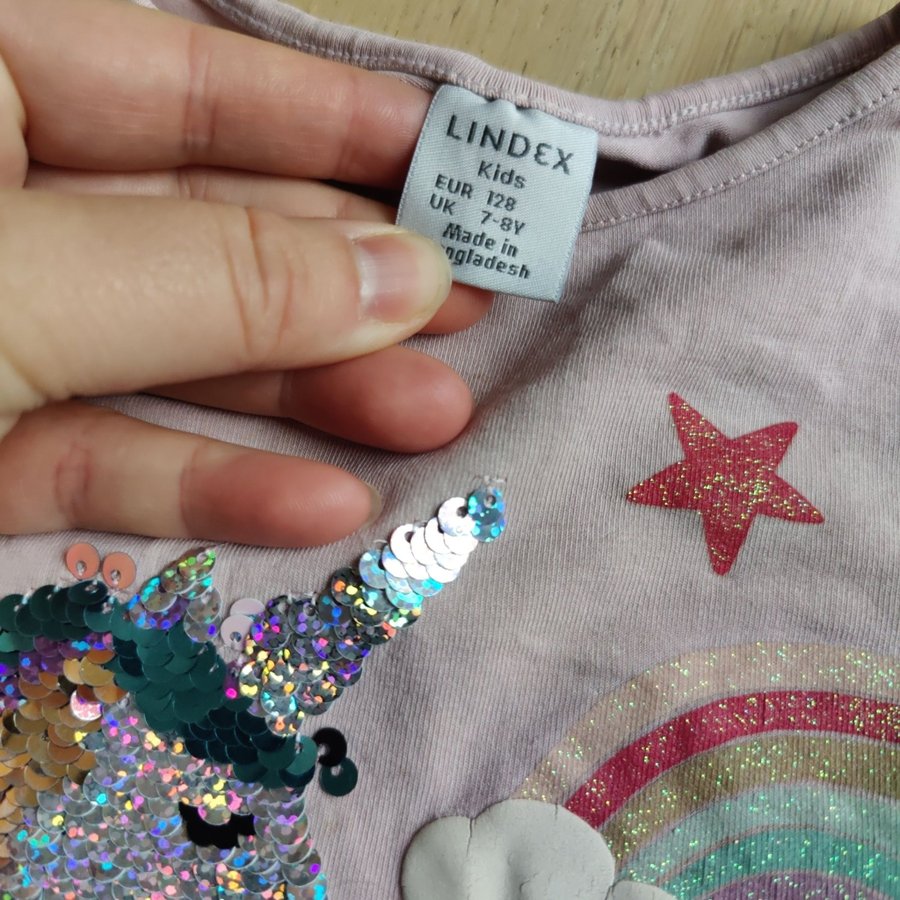 LINDEX
Kids
EUR 128
UK 7-8Y
Made in
ngladesh